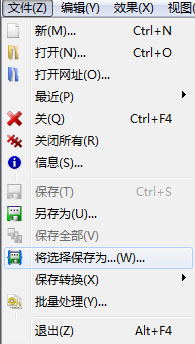 文件(Z) 编辑(Y) 效果(X) 视图(
新(M)... Ctrl+N
打开(N)... Ctrl+O
打开网址(O)...
最近(P)
关(Q) Ctrl+F4
关闭所有(R)
信息(S)...
保存(T) Ctrl+S
另存为(U)...
保存全部(V)
将选择保存为...(W)...
保存转换(X)
批量处理(Y)...
退出(Z) Alt+F4